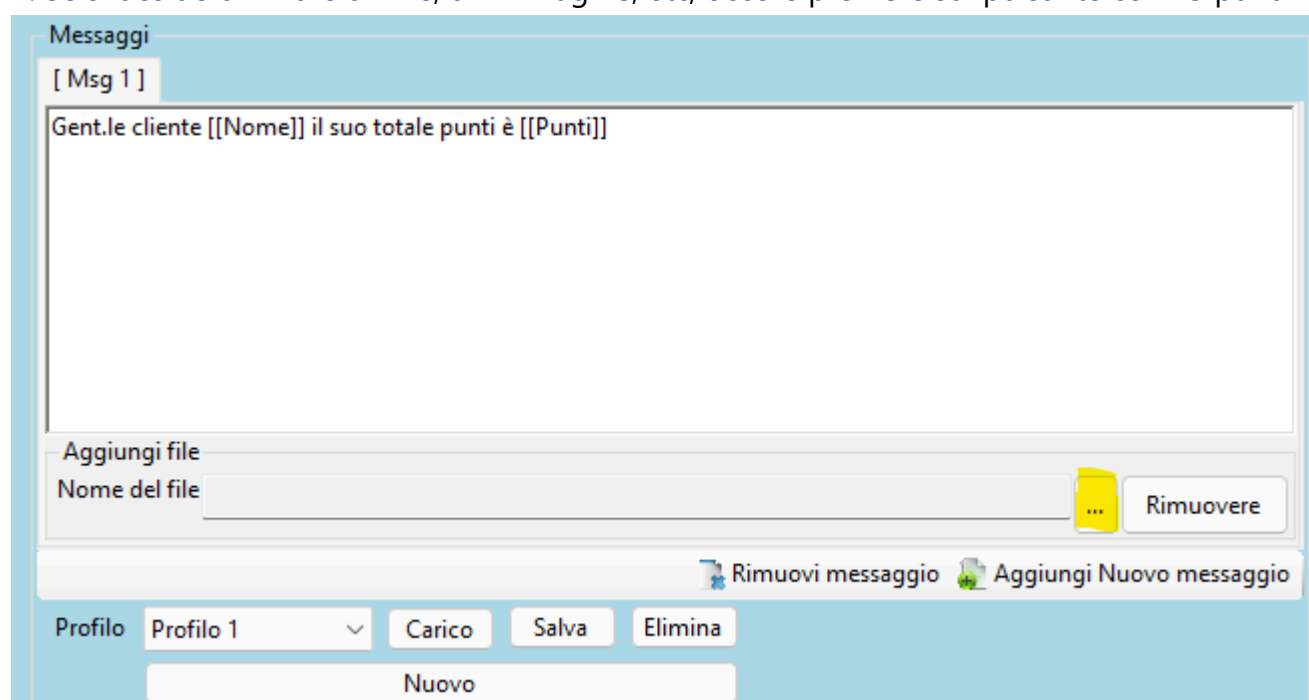 Messaggi
[ Msg 1 ]
Gent.le cliente [[Nome]] il suo totale punti è [[Punti]]
Aggiungi file
Nome del file
... Rimuovere
Rimuovi messaggio Aggiungi Nuovo messaggio
Profilo Profilo 1 Carico Salva Elimina
Nuovo